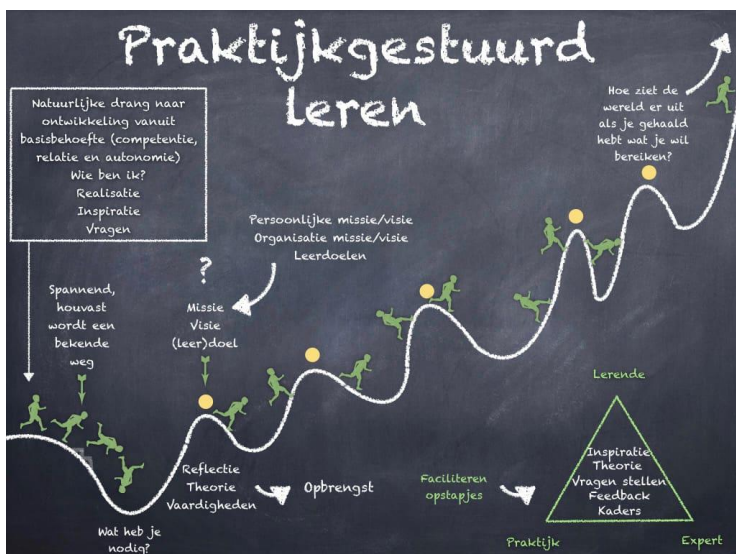 Praktijkgestuurd
leren
Natuurlijke drang naar
ontwikkeling vanuit
basisbehoefte (competentie,
relatie en autonomie)
Wie ben ik?
Realisatie
Inspiratie
Vragen
Hoe ziet de
wereld er uit
als je gehaald
hebt wat je wil
bereiken?
Persoonlijke missie/visie
Organisatie missie/visie
Leerdoelen
?
Spannend,
houvast
wordt een
bekende
weg
Missie
Visie
(leer)doel
Reflectie
Theorie
Vaardigheden
Opbrengst
Wat heb je
nodig?
Faciliteren
opstapjes
Lerende
Inspiratie
Theorie
Vragen stellen
Feedback
Kaders
Praktijk
Expert